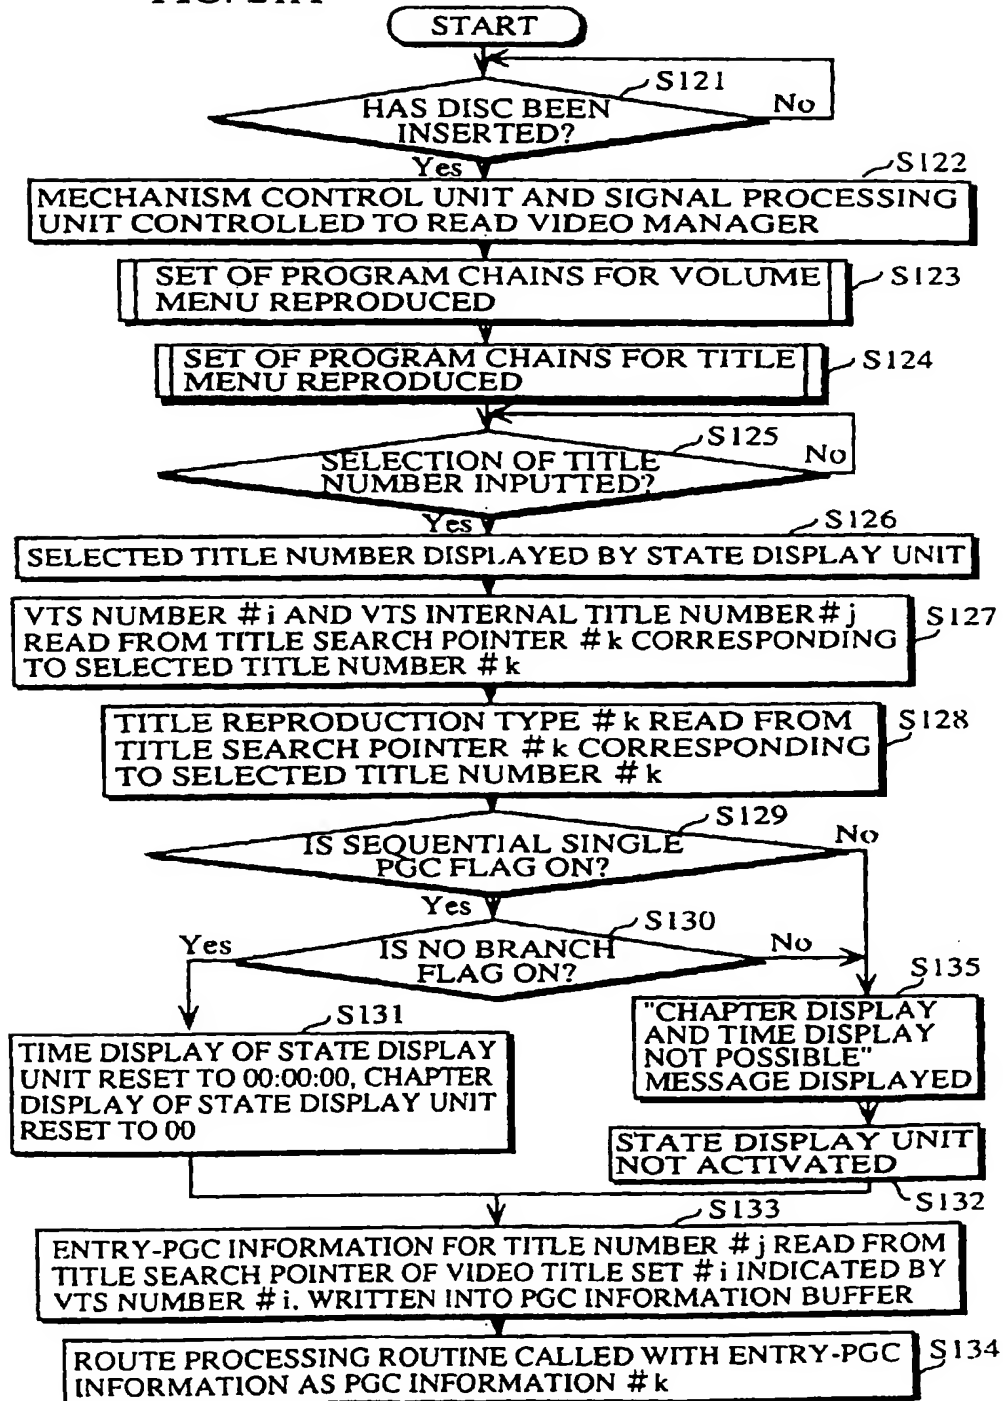 START
S121
HAS DISC BEEN
INSERTED?
No
Yes
S122
MECHANISM CONTROL UNIT AND SIGNAL PROCESSING
UNIT CONTROLLED TO READ VIDEO MANAGER
SET OF PROGRAM CHAINS FOR VOLUME
MENU REPRODUCED
S123
SET OF PROGRAM CHAINS FOR TITLE
MENU REPRODUCED
S124
S125
SELECTION OF TITLE
NUMBER INPUTTED?
No
Yes
S126
SELECTED TITLE NUMBER DISPLAYED BY STATE DISPLAY UNIT
VTS NUMBER #i AND VTS INTERNAL TITLE NUMBER#j
READ FROM TITLE SEARCH POINTER #k CORRESPONDING
TO SELECTED TITLE NUMBER #k
S127
TITLE REPRODUCTION TYPE #k READ FROM
TITLE SEARCH POINTER #k CORRESPONDING
TO SELECTED TITLE NUMBER #k
S128
S129
IS SEQUENTIAL SINGLE
PGC FLAG ON?
No
Yes
S130
IS NO BRANCH
FLAG ON?
Yes
No
S131
TIME DISPLAY OF STATE DISPLAY
UNIT RESET TO 00:00:00, CHAPTER
DISPLAY OF STATE DISPLAY UNIT
RESET TO 00
S135
"CHAPTER DISPLAY
AND TIME DISPLAY
NOT POSSIBLE"
MESSAGE DISPLAYED
STATE DISPLAY UNIT
NOT ACTIVATED
S132
S133
ENTRY-PGC INFORMATION FOR TITLE NUMBER #j READ FROM
TITLE SEARCH POINTER OF VIDEO TITLE SET #i INDICATED BY
VTS NUMBER #i. WRITTEN INTO PGC INFORMATION BUFFER
ROUTE PROCESSING ROUTINE CALLED WITH ENTRY-PGC
INFORMATION AS PGC INFORMATION #k
S134